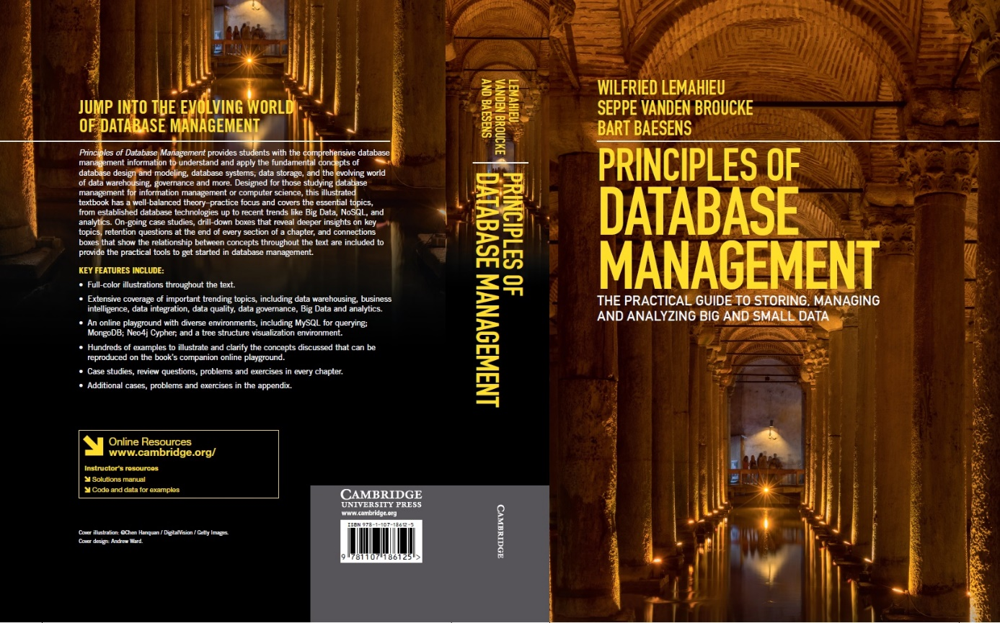 JUMP INTO THE EVOLVING WORLD
OF DATABASE MANAGEMENT
Principles of Database Management provides students with the comprehensive database
management information to understand and apply the fundamental concepts of
database design and modeling, database systems, data storage, and the evolving world
of data warehousing, governance and more. Designed for those studying database
management for information management or computer science, this illustrated
textbook has a well-balanced theory–practice focus and covers the essential topics,
from established database technologies up to recent trends like Big Data, NoSQL, and
analytics. On-going case studies, drill-down boxes that reveal deeper insights on key
topics, retention questions at the end of every section of a chapter, and connections
boxes that show the relationship between concepts throughout the text are included to
provide the practical tools to get started in database management.
KEY FEATURES INCLUDE:
• Full-color illustrations throughout the text.
• Extensive coverage of important trending topics, including data warehousing, business
intelligence, data integration, data quality, data governance, Big Data and analytics.
• An online playground with diverse environments, including MySQL for querying;
MongoDB; Neo4j Cypher; and a tree structure visualization environment.
• Hundreds of examples to illustrate and clarify the concepts discussed that can be
reproduced on the book's companion online playground.
• Case studies, review questions, problems and exercises in every chapter.
• Additional cases, problems and exercises in the appendix.
Online Resources
www.cambridge.org/
Instructor's resources
Solutions manual
Code and data for examples
Cover illustration: ©Chen Hanquan / DigitalVision / Getty Images.
Cover design: Andrew Ward.
CAMBRIDGE
UNIVERSITY PRESS
www.cambridge.org
ISBN 978-1-107-18612-5
9 781107 186125 >
LEMAHIEU,
VANDEN BROUCKE
AND BAESENS
PRINCIPLES OF
DATABASE MANAGEMENT
CAMBRIDGE
WILFRIED LEMAHIEU
SEPPE VANDEN BROUCKE
BART BAESENS
PRINCIPLES OF
DATABASE
MANAGEMENT
THE PRACTICAL GUIDE TO STORING, MANAGING
AND ANALYZING BIG AND SMALL DATA